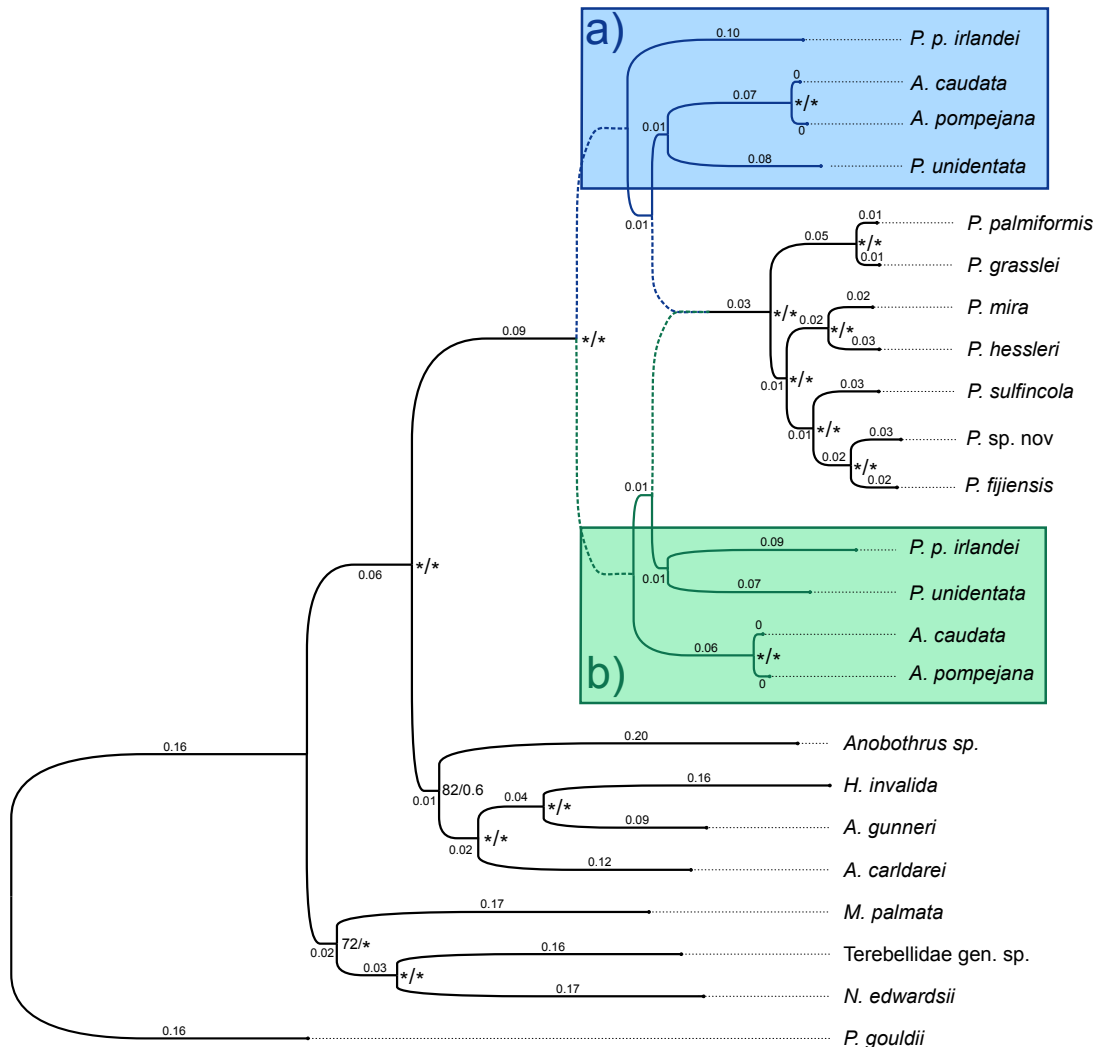 a)
0.10
P. p. irlandei
0
A. caudata
0.07
*/*
A. pompejana
0
0.01
0.08
P. unidentata
0.01
0.01
P. palmiformis
0.05
*/*
0.01
P. grasslei
0.03
*/*
0.02
P. mira
0.02
*/*
0.03
P. hessleri
0.09
*/*
0.01
*/*
0.03
P. sulfincola
0.01
*/*
0.03
P. sp. nov
0.02
*/*
0.02
P. fijiensis
0.01
0.09
P. p. irlandei
0.01
0.07
P. unidentata
0.06
*/*
0
A. caudata
0.06
*/*
b)
0
A. pompejana
0.16
0.20
Anobothrus sp.
0.01
82/0.6
0.16
H. invalida
0.04
*/*
0.09
A. gunneri
0.02
*/*
0.12
A. carldarei
0.17
M. palmata
0.02
72/*
0.16
Terebellidae gen. sp.
0.03
*/*
0.17
N. edwardsii
0.16
P. gouldii